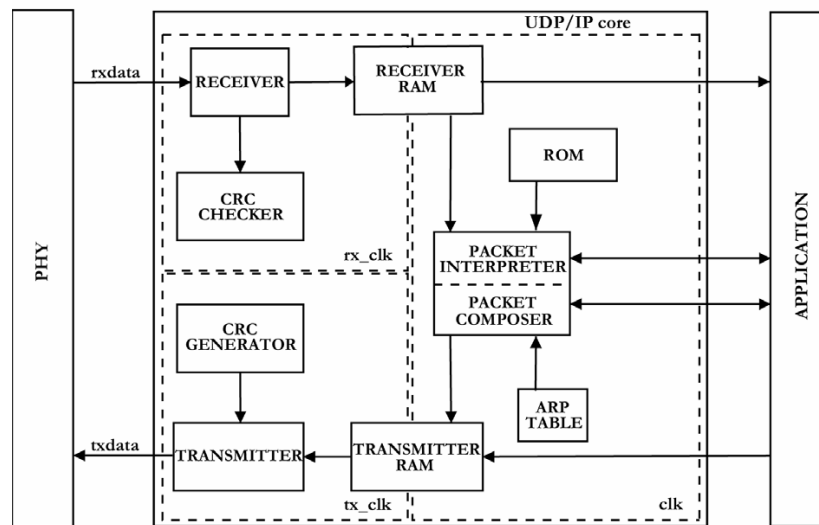 UDP/IP core
PHY
rxdata
RECEIVER
RECEIVER
RAM
ROM
CRC
CHECKER
rx_clk
PACKET
INTERPRETER
PACKET
COMPOSER
APPLICATION
CRC
GENERATOR
ARP
TABLE
txdata
TRANSMITTER
TRANSMITTER
RAM
tx_clk
clk